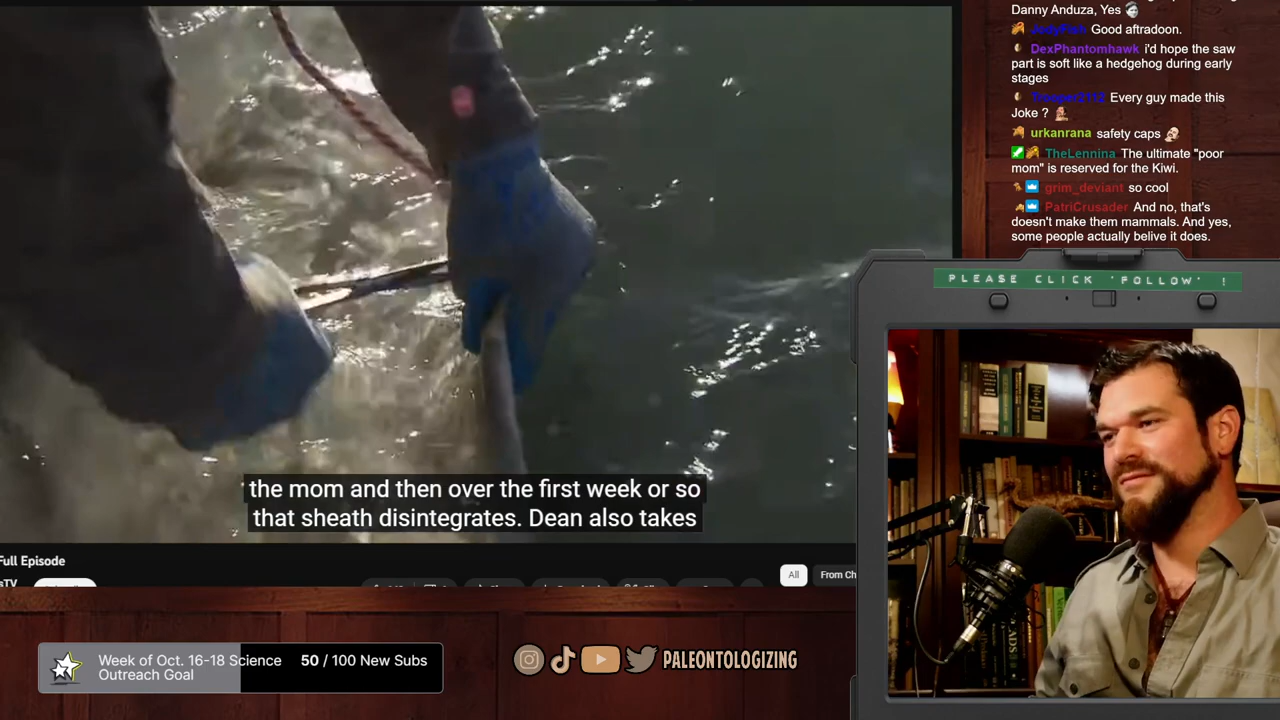 Danny Anduza, Yes
JodyFish Good aftradoon.
DexPhantomhawk i'd hope the saw
part is soft like a hedgehog during early
stages
Trooper2112 Every guy made this
Joke ?
urkanrana safety caps
TheLennina The ultimate "poor
mom" is reserved for the Kiwi.
grim_deviant so cool
PatriCrusader And no, that's
doesn't make them mammals. And yes,
some people actually belive it does.
PLEASE CLICK 'FOLLOW' !
the mom and then over the first week or so
that sheath disintegrates. Dean also takes
Full Episode
All
From Ch
Week of Oct. 16-18 Science
Outreach Goal
50 / 100 New Subs
PALEONTOLOGIZING